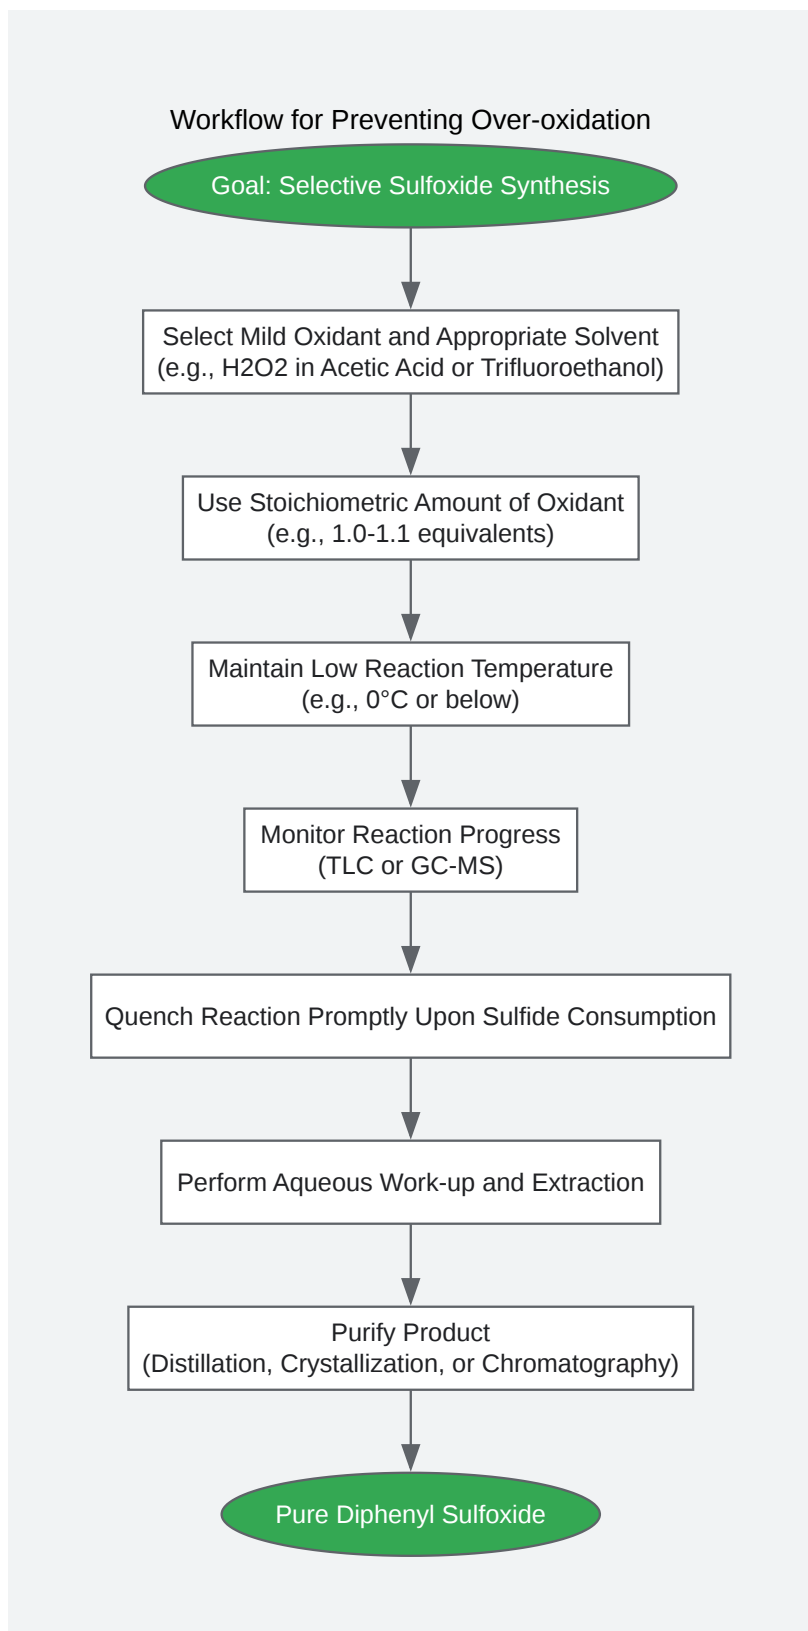 Workflow for Preventing Over-oxidation
Goal: Selective Sulfoxide Synthesis
Select Mild Oxidant and Appropriate Solvent
(e.g., H2O2 in Acetic Acid or Trifluoroethanol)
Use Stoichiometric Amount of Oxidant
(e.g., 1.0-1.1 equivalents)
Maintain Low Reaction Temperature
(e.g., 0°C or below)
Monitor Reaction Progress
(TLC or GC-MS)
Quench Reaction Promptly Upon Sulfide Consumption
Perform Aqueous Work-up and Extraction
Purify Product
(Distillation, Crystallization, or Chromatography)
Pure Diphenyl Sulfoxide